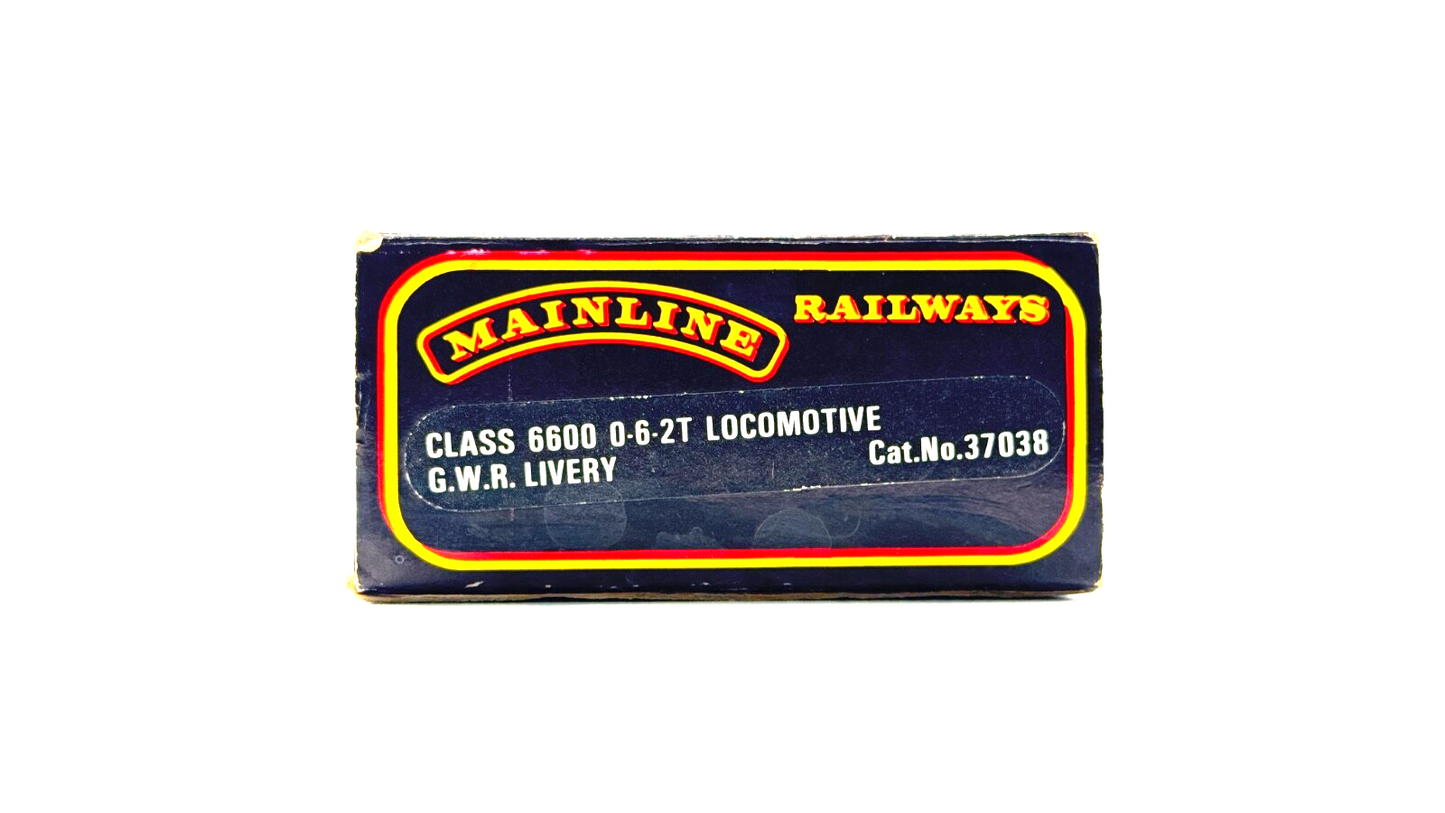 MAINLINE RAILWAYS
CLASS 6600 0-6-2T LOCOMOTIVE
G.W.R. LIVERY Cat.No.37038